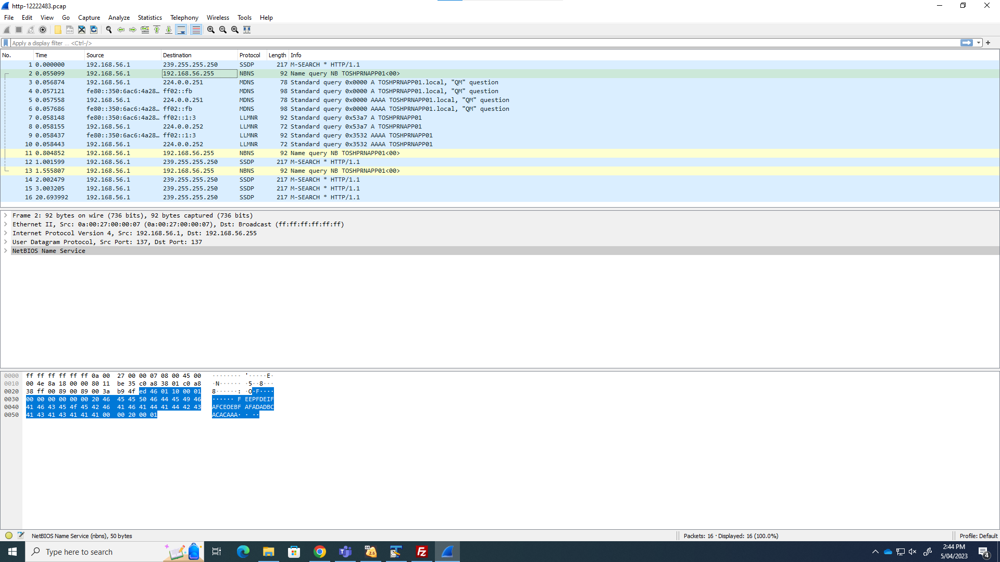 http-12222483.pcap
File Edit View Go Capture Analyze Statistics Telephony Wireless Tools Help
Apply a display filter ... <Ctrl-/>
No. Time Source Destination Protocol Length Info
1 0.000000 192.168.56.1 239.255.255.250 SSDP 217 M-SEARCH * HTTP/1.1
2 0.055099 192.168.56.1 192.168.56.255 NBNS 92 Name query NB TOSHPRNAPP01<00>
3 0.056874 192.168.56.1 224.0.0.251 MDNS 78 Standard query 0x0000 A TOSHPRNAPP01.local, "QM" question
4 0.057121 fe80::350:6ac6:4a28… ff02::fb MDNS 98 Standard query 0x0000 A TOSHPRNAPP01.local, "QM" question
5 0.057558 192.168.56.1 224.0.0.251 MDNS 78 Standard query 0x0000 AAAA TOSHPRNAPP01.local, "QM" question
6 0.057686 fe80::350:6ac6:4a28… ff02::fb MDNS 98 Standard query 0x0000 AAAA TOSHPRNAPP01.local, "QM" question
7 0.058148 fe80::350:6ac6:4a28… ff02::1:3 LLMNR 92 Standard query 0x53a7 A TOSHPRNAPP01
8 0.058155 192.168.56.1 224.0.0.252 LLMNR 72 Standard query 0x53a7 A TOSHPRNAPP01
9 0.058437 fe80::350:6ac6:4a28… ff02::1:3 LLMNR 92 Standard query 0x3532 AAAA TOSHPRNAPP01
10 0.058443 192.168.56.1 224.0.0.252 LLMNR 72 Standard query 0x3532 AAAA TOSHPRNAPP01
11 0.804852 192.168.56.1 192.168.56.255 NBNS 92 Name query NB TOSHPRNAPP01<00>
12 1.001599 192.168.56.1 239.255.255.250 SSDP 217 M-SEARCH * HTTP/1.1
13 1.555807 192.168.56.1 192.168.56.255 NBNS 92 Name query NB TOSHPRNAPP01<00>
14 2.002479 192.168.56.1 239.255.255.250 SSDP 217 M-SEARCH * HTTP/1.1
15 3.003205 192.168.56.1 239.255.255.250 SSDP 217 M-SEARCH * HTTP/1.1
16 20.693992 192.168.56.1 239.255.255.250 SSDP 217 M-SEARCH * HTTP/1.1
Frame 2: 92 bytes on wire (736 bits), 92 bytes captured (736 bits)
Ethernet II, Src: 0a:00:27:00:00:07 (0a:00:27:00:00:07), Dst: Broadcast (ff:ff:ff:ff:ff:ff)
Internet Protocol Version 4, Src: 192.168.56.1, Dst: 192.168.56.255
User Datagram Protocol, Src Port: 137, Dst Port: 137
NetBIOS Name Service
0000 ff ff ff ff ff ff 0a 00 27 00 00 07 08 00 45 00 ········ '·····E·
0010 00 4e 8a 18 00 00 80 11 be 35 c0 a8 38 01 c0 a8 ·N······ ·5··8···
0020 38 ff 00 89 00 89 00 3a b9 4f ed 46 01 10 00 01 8······: ·O·F····
0030 00 00 00 00 00 00 20 46 45 45 50 46 44 45 49 46 ······ F EEPFDEIF
0040 41 46 43 45 4f 45 42 46 41 46 41 44 41 44 42 43 AFCEOEBF AFADADBC
0050 41 43 41 43 41 41 41 00 00 20 00 01 ACACAAA· · ··
NetBIOS Name Service (nbns), 50 bytes
Packets: 16 · Displayed: 16 (100.0%)
Profile: Default
Type here to search
2:44 PM
5/04/2023
4